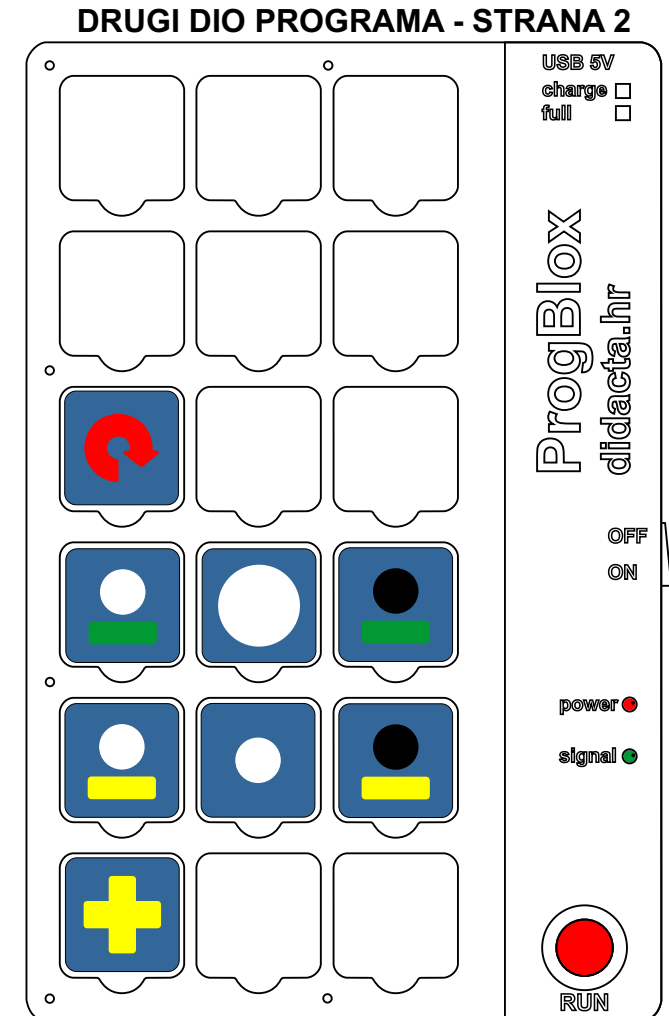 DRUGI DIO PROGRAMA - STRANA 2
USB 5V
charge
full
ProgBlox
didacta.hr
OFF
ON
power
signal
RUN